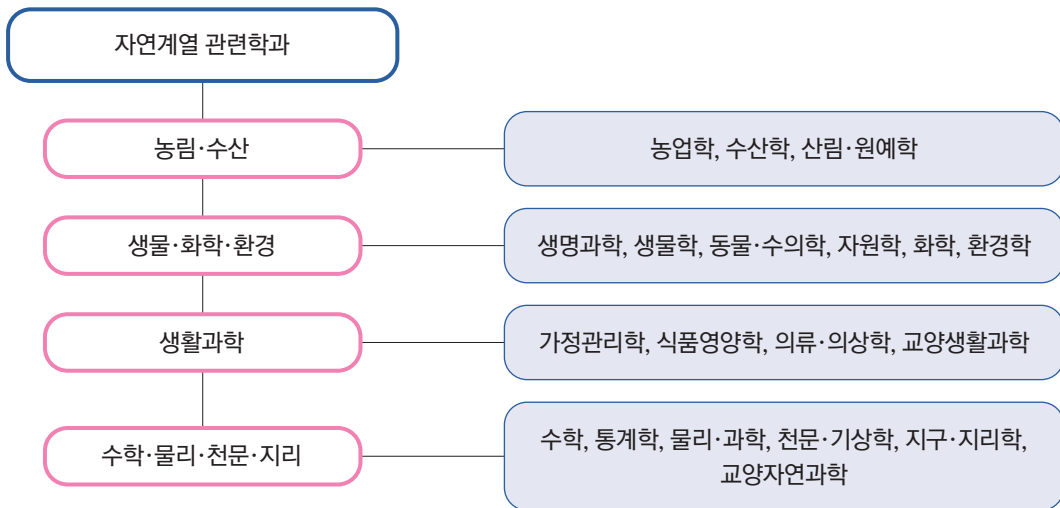 자연계열 관련학과
농림·수산
농업학, 수산학, 산림·원예학
생물·화학·환경
생명과학, 생물학, 동물·수의학, 자원학, 화학, 환경학
생활과학
가정관리학, 식품영양학, 의류·의상학, 교양생활과학
수학·물리·천문·지리
수학, 통계학, 물리·과학, 천문·기상학, 지구·지리학,
교양자연과학